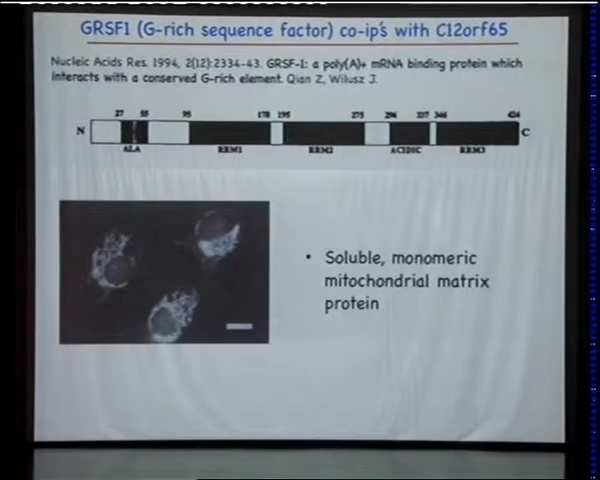 GRSF1 (G-rich sequence factor) co-ip's with C12orf65
Nucleic Acids Res. 1994, 2(12):2334-43. GRSF-1: a poly(A)+ mRNA binding protein which
interacts with a conserved G-rich element. Qian Z, Wilusz J.
27 55 95 178 195 275 296 337 346 424
N C
ALA RRM1 RRM2 ACIDIC RRM3
• Soluble, monomeric
mitochondrial matrix
protein